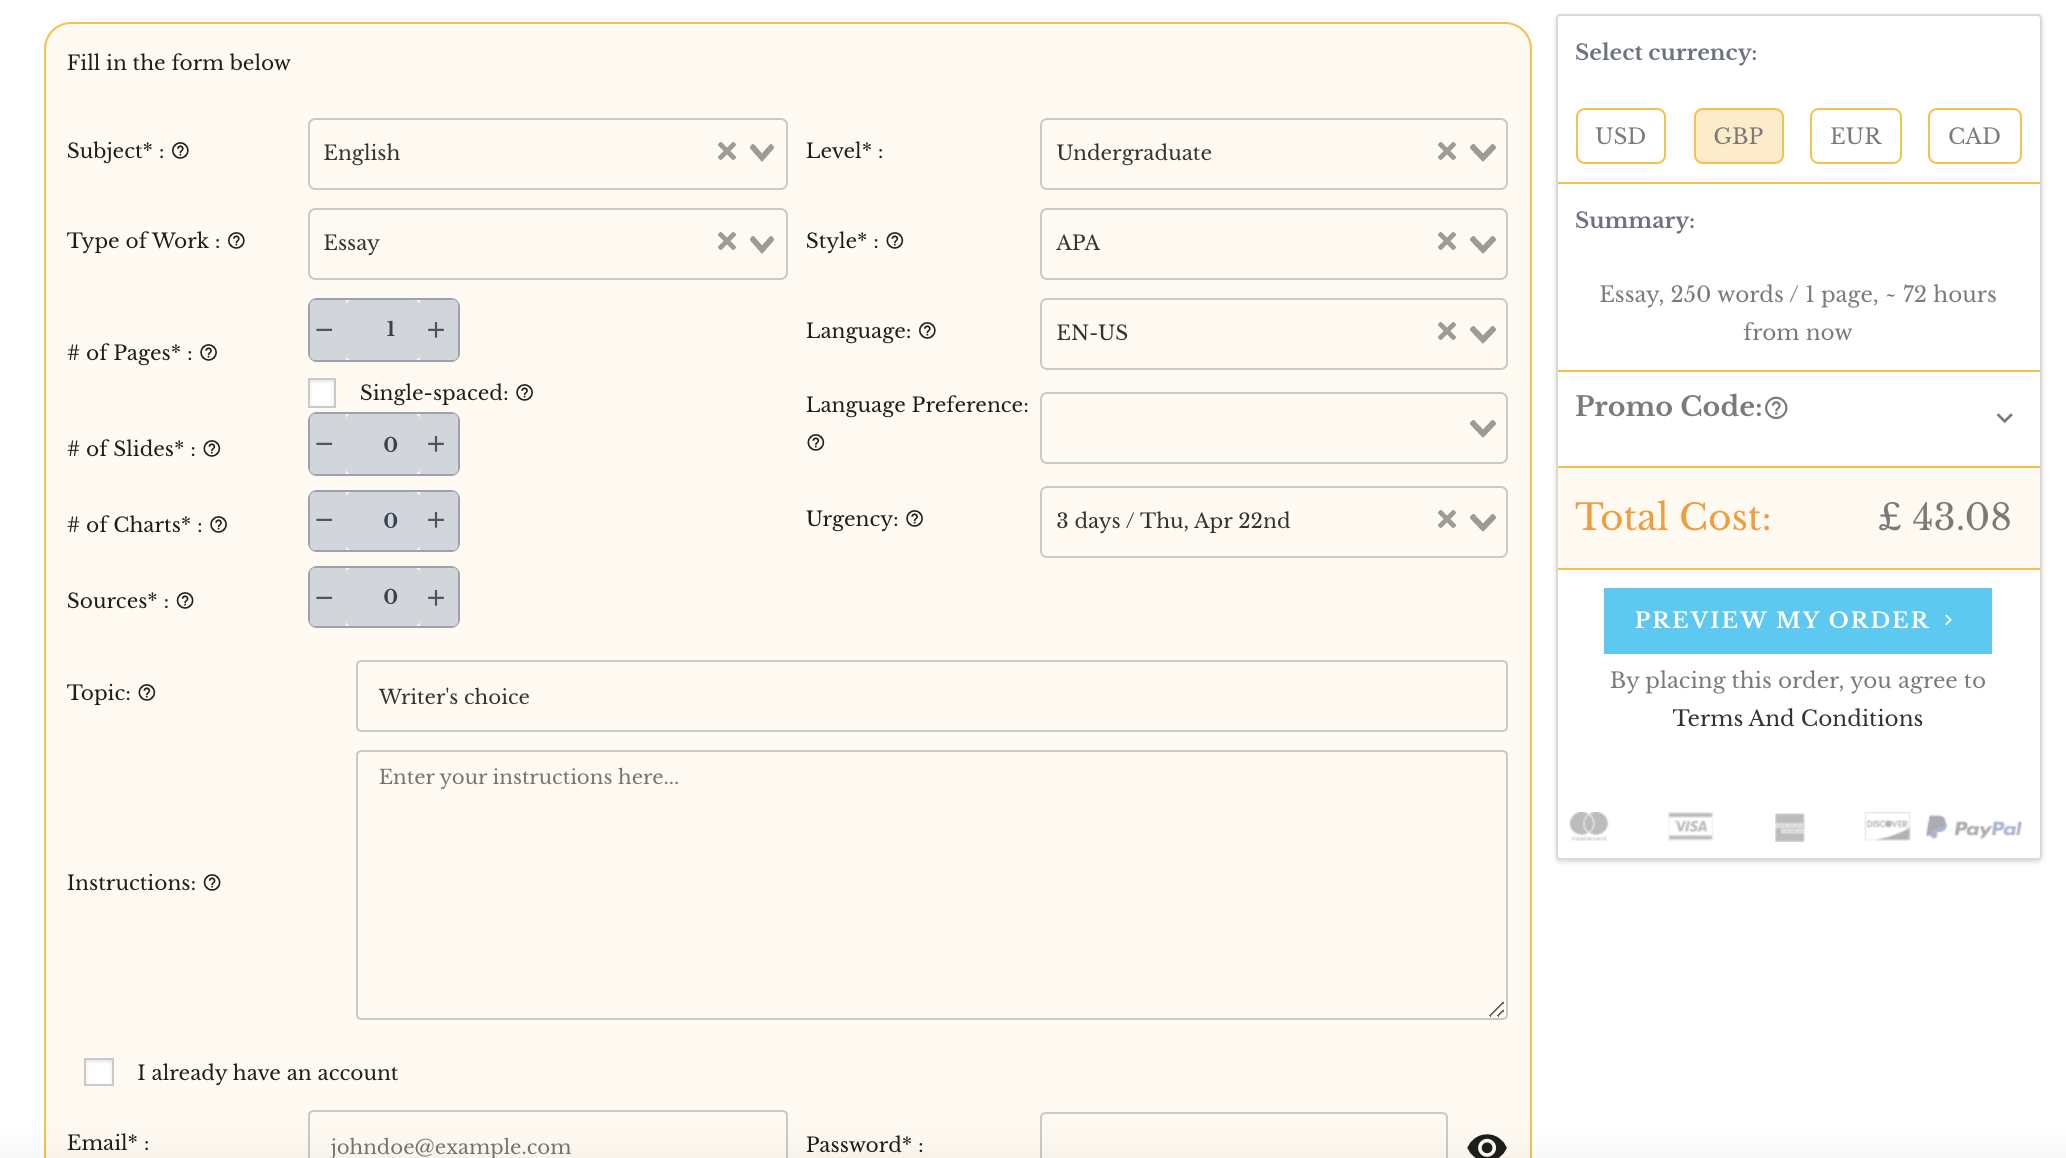 Fill in the form below
Subject* :
English
Level* :
Undergraduate
Type of Work :
Essay
Style* :
APA
# of Pages* :
1
Single-spaced:
Language:
EN-US
# of Slides* :
0
Language Preference:
# of Charts* :
0
Urgency:
3 days / Thu, Apr 22nd
Sources* :
0
Topic:
Writer's choice
Instructions:
Enter your instructions here...
I already have an account
Email* :
johndoe@example.com
Password* :
Select currency:
USD GBP EUR CAD
Summary:
Essay, 250 words / 1 page, ~ 72 hours
from now
Promo Code:
Total Cost: £ 43.08
PREVIEW MY ORDER ›
By placing this order, you agree to
Terms And Conditions
VISA DISCOVER PayPal